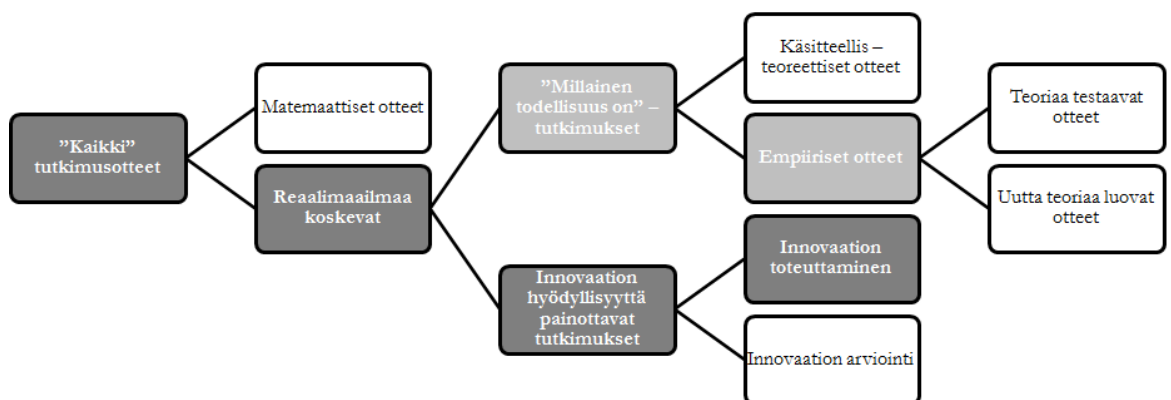 ”Kaikki”
tutkimusotteet
Matemaattiset otteet
Reaalimaailmaa
koskevat
”Millainen
todellisuus on” –
tutkimukset
Innovaation
hyödyllisyyttä
painottavat
tutkimukset
Käsitteellis –
teoreettiset otteet
Empiiriset otteet
Innovaation
toteuttaminen
Innovaation arviointi
Teoriaa testaavat
otteet
Uutta teoriaa luovat
otteet